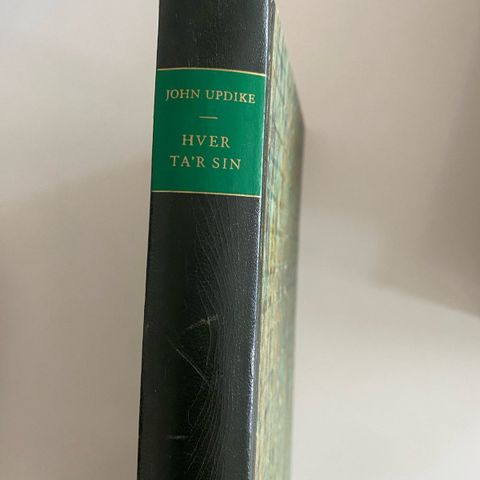 JOHN UPDIKE
HVER
TA'R SIN